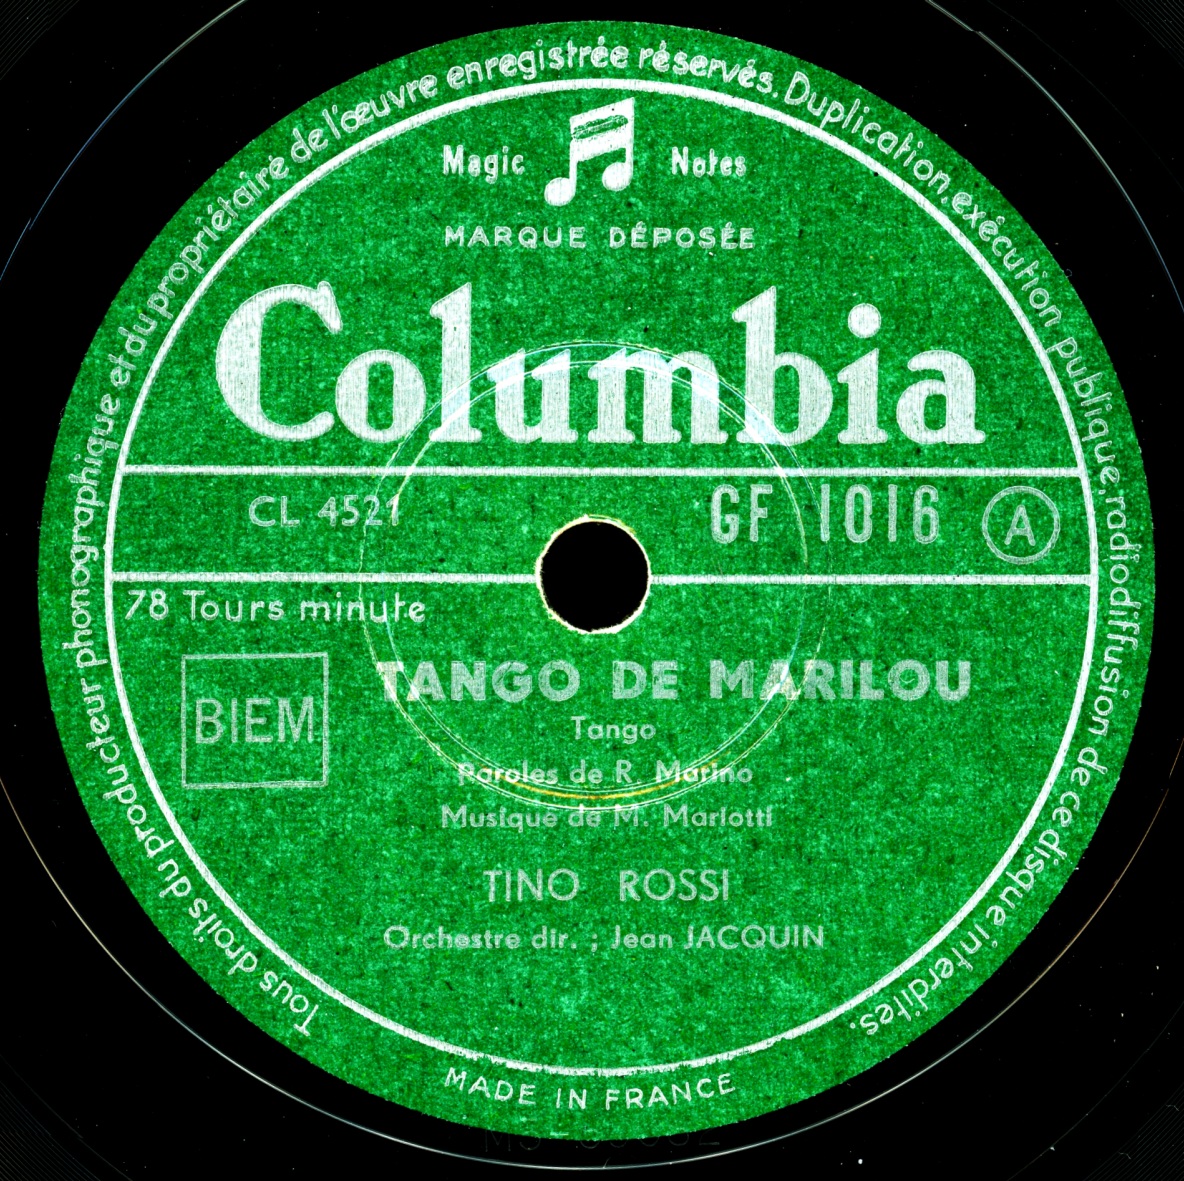 Tous droits du producteur phonographique et du propriétaire de l'œuvre enregistrée réservés. Duplication, exécution publique, radiodiffusion de ce disque interdites.
Magic Notes
MARQUE DÉPOSÉE
Columbia
CL 4521 GF 1016 A
78 Tours minute
BIEM
TANGO DE MARILOU
Tango
Paroles de R. Marino
Musique de M. Mariotti
TINO ROSSI
Orchestre dir. ; Jean JACQUIN
MADE IN FRANCE